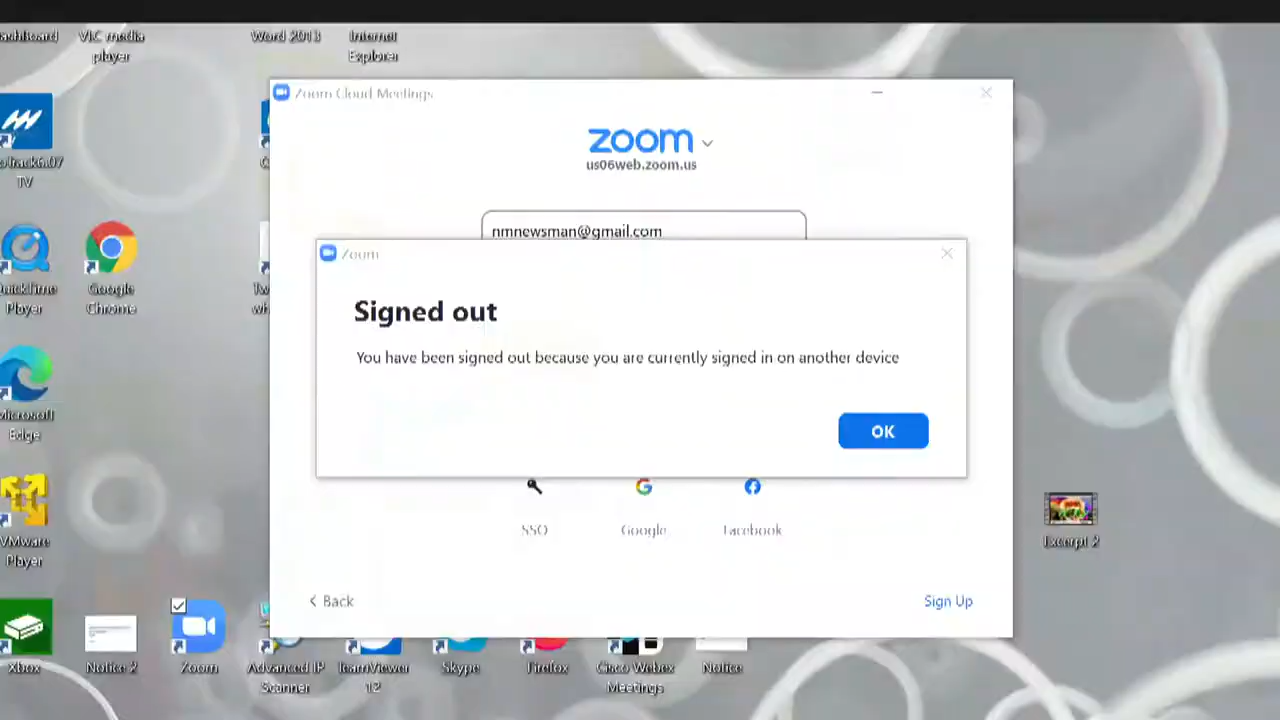 VLC media
player
Word 2013
Internet
Explorer
Zoom Cloud Meetings
zoom
us06web.zoom.us
TV
nmnewsman@gmail.com
Zoom
Signed out
You have been signed out because you are currently signed in on another device
OK
QuickTime
Player
Google
Chrome
Microsoft
Edge
SSO
Google
Facebook
Excerpt 2
VMware
Player
Back
Sign Up
Xbox
Notice 2
Zoom
Advanced IP
Scanner
TeamViewer
12
Skype
Firefox
Cisco Webex
Meetings
Notice